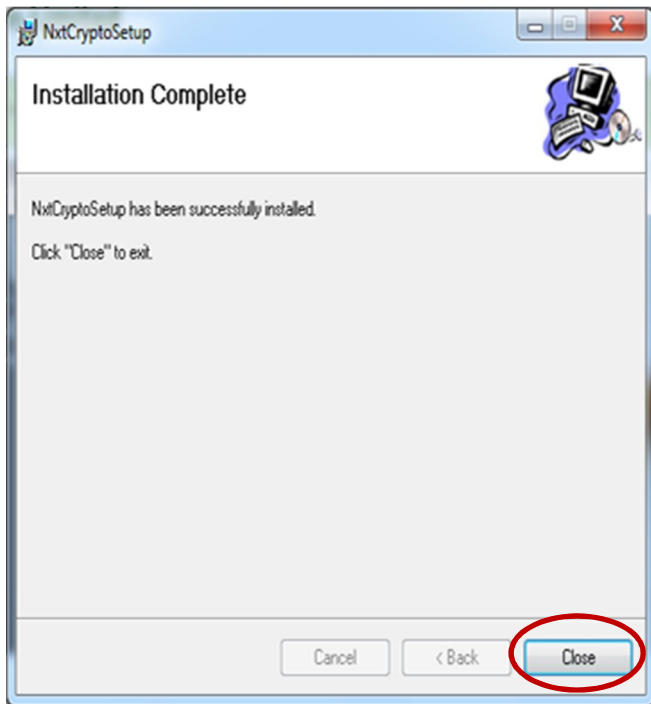 NxtCryptoSetup
Installation Complete
NxtCryptoSetup has been successfully installed.
Click "Close" to exit.
Cancel
< Back
Close